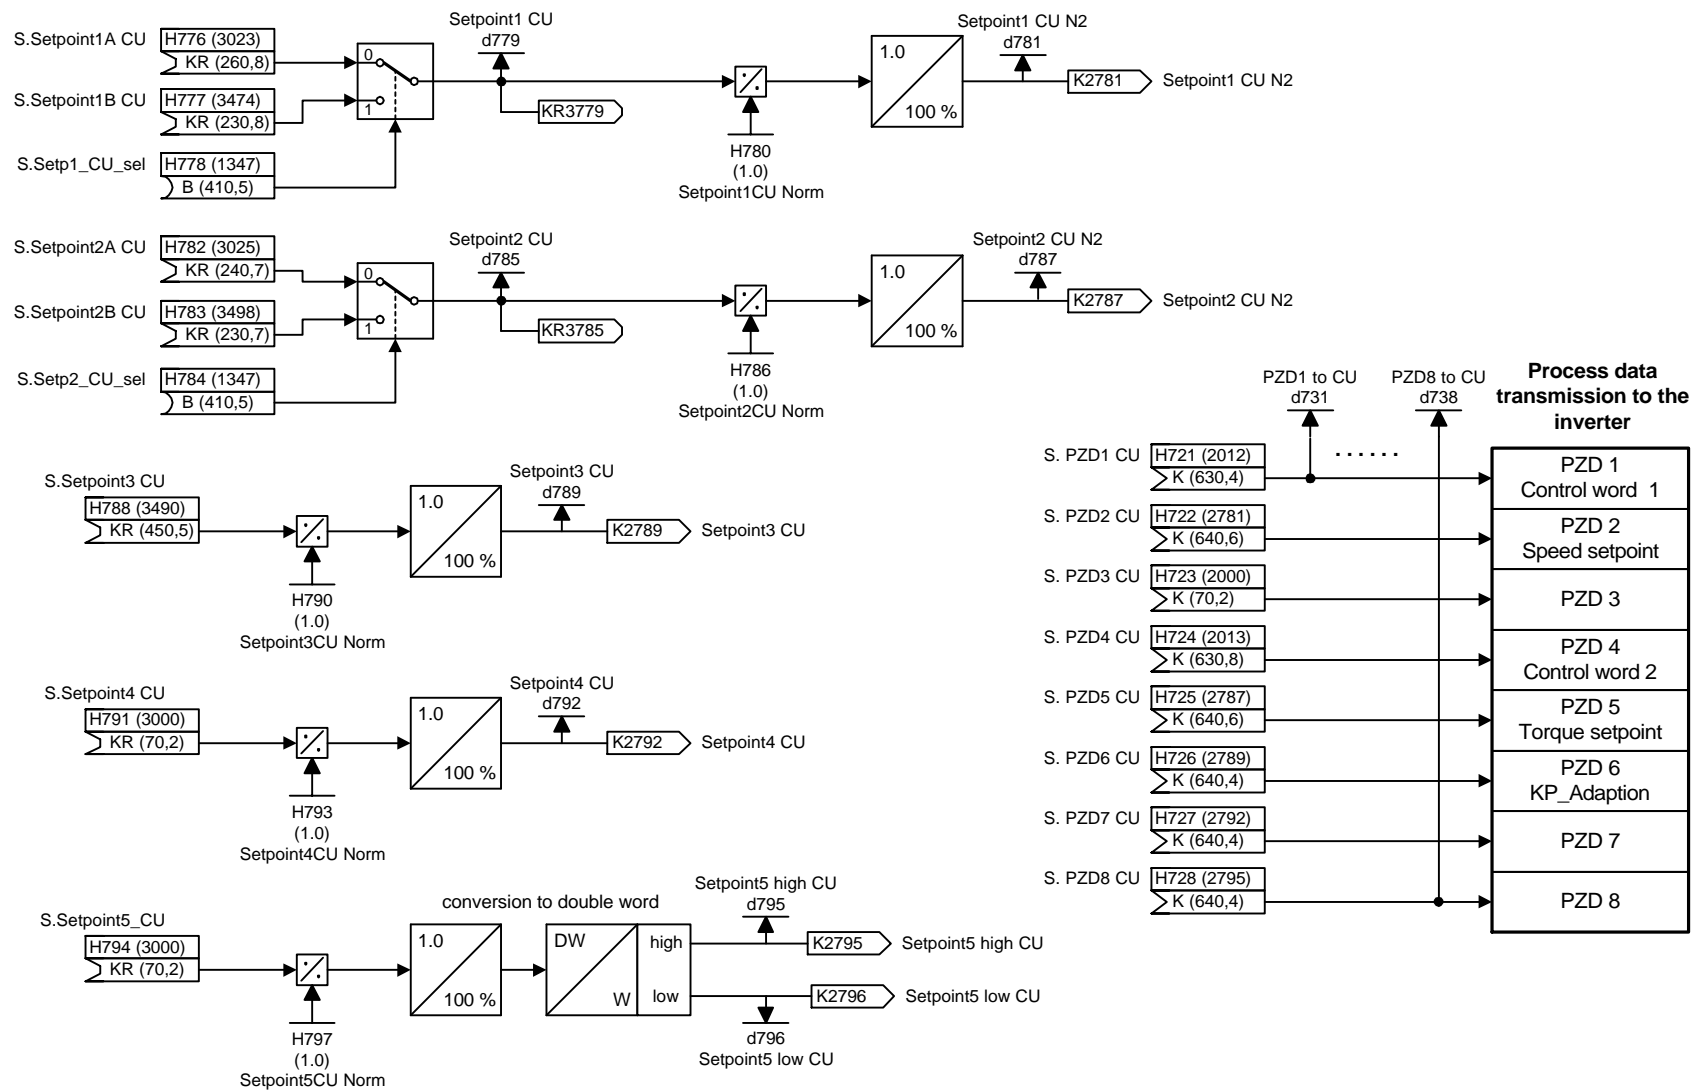 Setpoint1 CU
d779
S.Setpoint1A CU
H776 (3023)
KR (260,8)
S.Setpoint1B CU
H777 (3474)
KR (230,8)
S.Setp1_CU_sel
H778 (1347)
B (410,5)
0
1
KR3779
H780
(1.0)
Setpoint1CU Norm
1.0
100 %
Setpoint1 CU N2
d781
K2781
Setpoint1 CU N2
Setpoint2 CU
d785
S.Setpoint2A CU
H782 (3025)
KR (240,7)
S.Setpoint2B CU
H783 (3498)
KR (230,7)
S.Setp2_CU_sel
H784 (1347)
B (410,5)
0
1
KR3785
H786
(1.0)
Setpoint2CU Norm
1.0
100 %
Setpoint2 CU N2
d787
K2787
Setpoint2 CU N2
S.Setpoint3 CU
H788 (3490)
KR (450,5)
H790
(1.0)
Setpoint3CU Norm
1.0
100 %
Setpoint3 CU
d789
K2789
Setpoint3 CU
S.Setpoint4 CU
H791 (3000)
KR (70,2)
H793
(1.0)
Setpoint4CU Norm
1.0
100 %
Setpoint4 CU
d792
K2792
Setpoint4 CU
S.Setpoint5_CU
H794 (3000)
KR (70,2)
H797
(1.0)
Setpoint5CU Norm
conversion to double word
1.0
100 %
DW
W
high
low
Setpoint5 high CU
d795
K2795
Setpoint5 high CU
K2796
Setpoint5 low CU
d796
Setpoint5 low CU
PZD1 to CU
d731
PZD8 to CU
d738
Process data
transmission to the
inverter
......
S. PZD1 CU
H721 (2012)
K (630,4)
PZD 1
Control word 1
S. PZD2 CU
H722 (2781)
K (640,6)
PZD 2
Speed setpoint
S. PZD3 CU
H723 (2000)
K (70,2)
PZD 3
S. PZD4 CU
H724 (2013)
K (630,8)
PZD 4
Control word 2
S. PZD5 CU
H725 (2787)
K (640,6)
PZD 5
Torque setpoint
S. PZD6 CU
H726 (2789)
K (640,4)
PZD 6
KP_Adaption
S. PZD7 CU
H727 (2792)
K (640,4)
PZD 7
S. PZD8 CU
H728 (2795)
K (640,4)
PZD 8